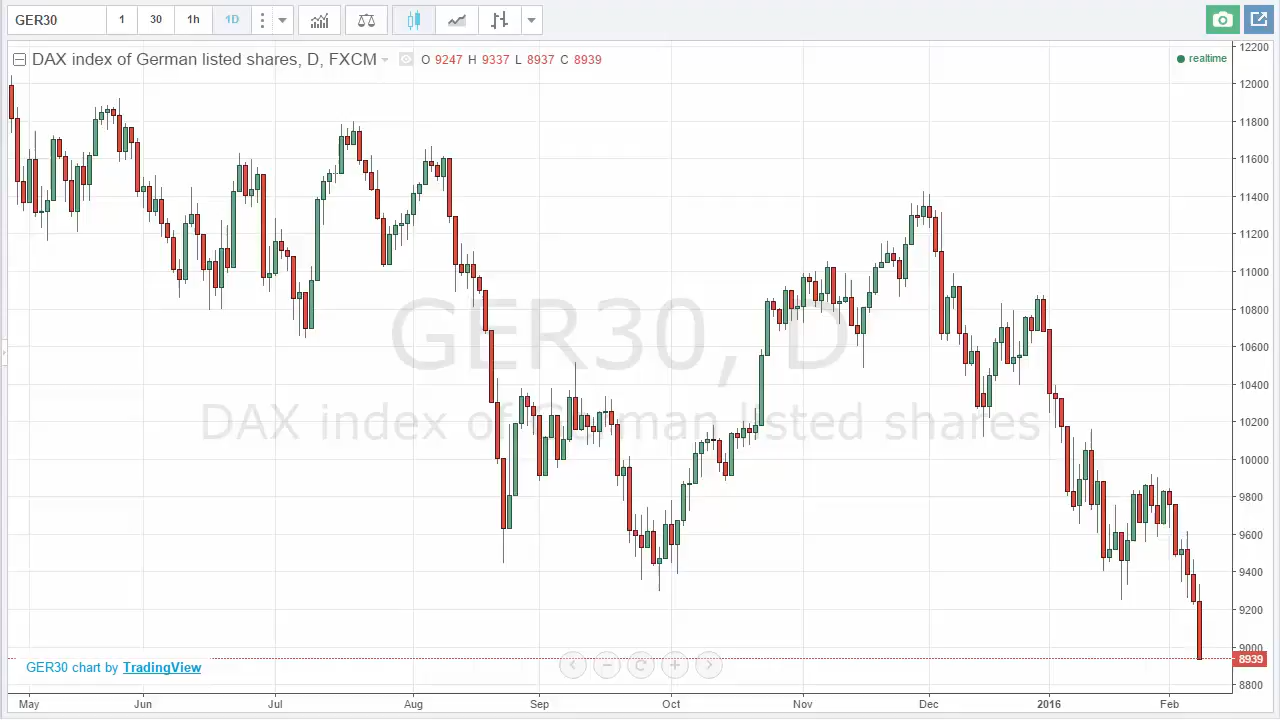 GER30 1 30 1h 1D
DAX index of German listed shares, D, FXCM O 9247 H 9337 L 8937 C 8939
realtime
GER30, D
DAX index of German listed shares
12200
12000
11800
11600
11400
11200
11000
10800
10600
10400
10200
10000
9800
9600
9400
9200
9000
8939
8800
GER30 chart by TradingView
May Jun Jul Aug Sep Oct Nov Dec 2016 Feb